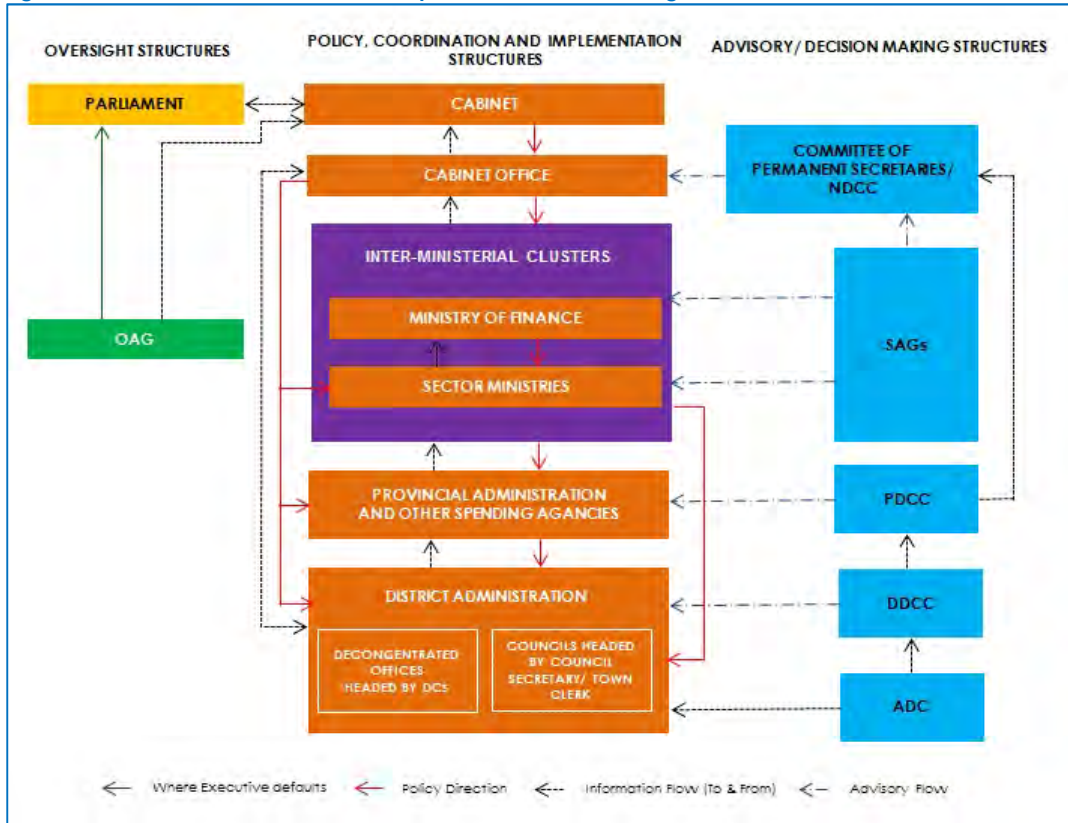 OVERSIGHT STRUCTURES
POLICY, COORDINATION AND IMPLEMENTATION
STRUCTURES
ADVISORY/ DECISION MAKING STRUCTURES
PARLIAMENT
CABINET
COMMITTEE OF
PERMANENT SECRETARIES/
NDCC
CABINET OFFICE
INTER-MINISTERIAL CLUSTERS
MINISTRY OF FINANCE
OAG
SAGs
SECTOR MINISTRIES
PROVINCIAL ADMINISTRATION
AND OTHER SPENDING AGANCIES
PDCC
DISTRICT ADMINISTRATION
DDCC
DECONGENTRATED
OFFICES
HEADED BY DCS
COUNCILS HEADED
BY COUNCIL
SECRETARY/ TOWN
CLERK
ADC
Where Executive defaults
Policy Direction
Information Flow (To & From)
Advisory Flow